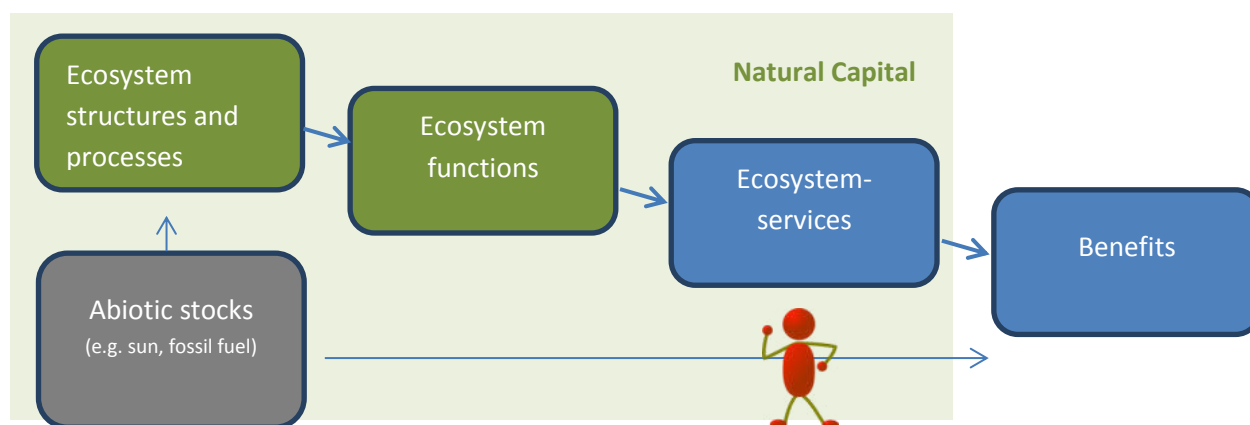 Natural Capital
Ecosystem
structures and
processes
Ecosystem
functions
Ecosystem-
services
Benefits
Abiotic stocks
(e.g. sun, fossil fuel)